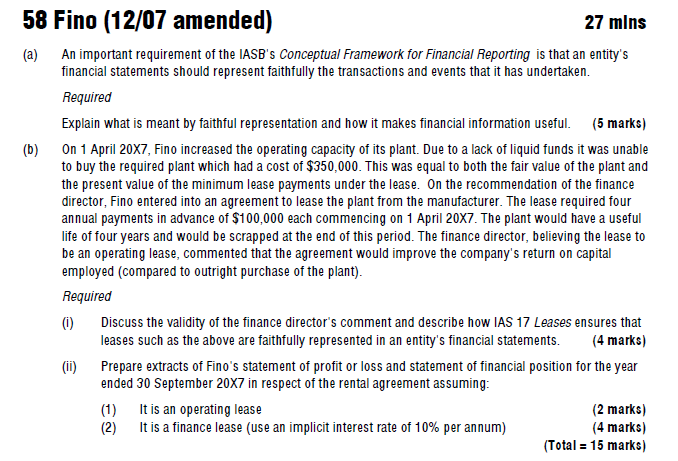 58 Fino (12/07 amended) 27 mins
(a) An important requirement of the IASB's Conceptual Framework for Financial Reporting is that an entity's
financial statements should represent faithfully the transactions and events that it has undertaken.
Required
Explain what is meant by faithful representation and how it makes financial information useful. (5 marks)
(b) On 1 April 20X7, Fino increased the operating capacity of its plant. Due to a lack of liquid funds it was unable
to buy the required plant which had a cost of $350,000. This was equal to both the fair value of the plant and
the present value of the minimum lease payments under the lease. On the recommendation of the finance
director, Fino entered into an agreement to lease the plant from the manufacturer. The lease required four
annual payments in advance of $100,000 each commencing on 1 April 20X7. The plant would have a useful
life of four years and would be scrapped at the end of this period. The finance director, believing the lease to
be an operating lease, commented that the agreement would improve the company's return on capital
employed (compared to outright purchase of the plant).
Required
(i) Discuss the validity of the finance director's comment and describe how IAS 17 Leases ensures that
leases such as the above are faithfully represented in an entity's financial statements. (4 marks)
(ii) Prepare extracts of Fino's statement of profit or loss and statement of financial position for the year
ended 30 September 20X7 in respect of the rental agreement assuming:
(1) It is an operating lease (2 marks)
(2) It is a finance lease (use an implicit interest rate of 10% per annum) (4 marks)
(Total = 15 marks)